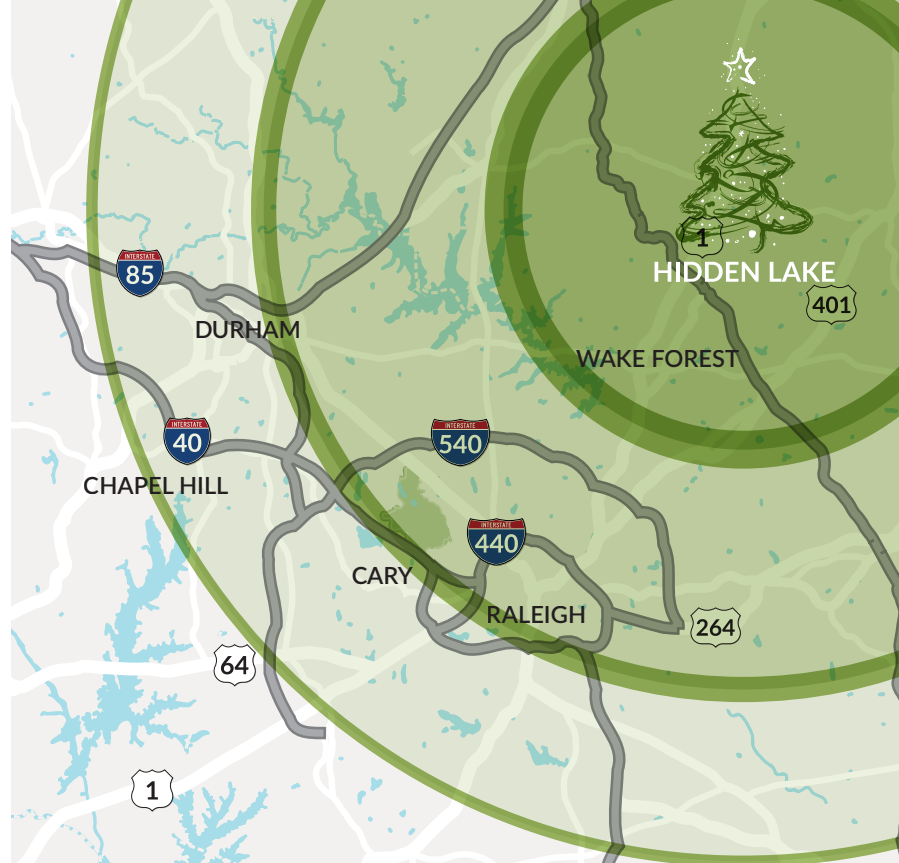 1
HIDDEN LAKE
INTERSTATE
85
401
DURHAM
WAKE FOREST
INTERSTATE
40
INTERSTATE
540
CHAPEL HILL
INTERSTATE
440
CARY
RALEIGH
264
64
1